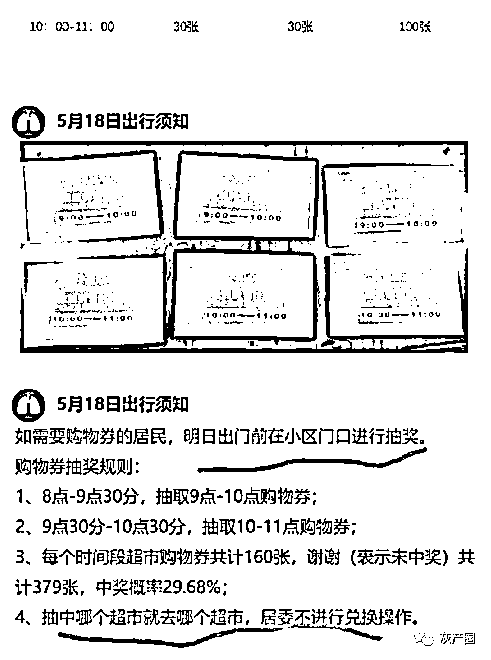 10：00-11：00 30张 30张 100张
5月18日出行须知
9:00——10:00 9:00——10:00 9:00——10:00
10:00——11:00 10:00——11:00 10:00——11:00
5月18日出行须知
如需要购物券的居民，明日出门前在小区门口进行抽奖。
购物券抽奖规则：
1、8点-9点30分，抽取9点-10点购物券；
2、9点30分-10点30分，抽取10-11点购物券；
3、每个时间段超市购物券共计160张，谢谢（表示未中奖）共
计379张，中奖概率29.68%；
4、抽中哪个超市就去哪个超市，居委不进行兑换操作。
灰产圈